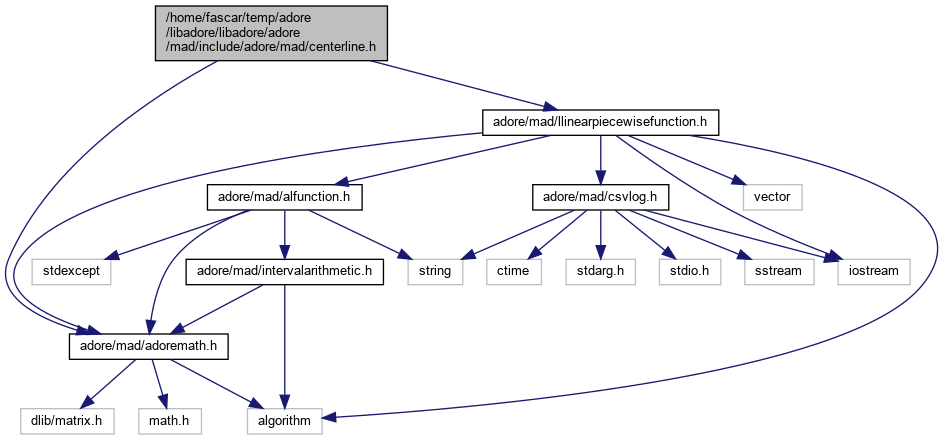 /home/fascar/temp/adore
/libadore/libadore/adore
/mad/include/adore/mad/centerline.h
adore/mad/llinearpiecewisefunction.h
adore/mad/alfunction.h
adore/mad/csvlog.h
vector
stdexcept
adore/mad/intervalarithmetic.h
string
ctime
stdarg.h
stdio.h
sstream
iostream
adore/mad/adoremath.h
dlib/matrix.h
math.h
algorithm